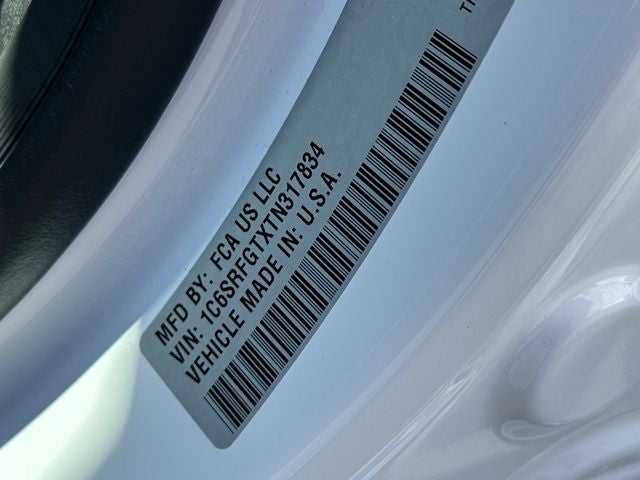 MFD BY: FCA US LLC
VIN: 1C6SRFGTXTN317834
VEHICLE MADE IN: U.S.A.